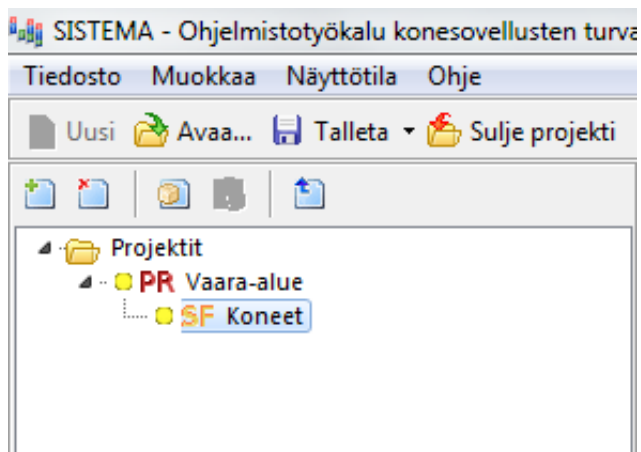 SISTEMA - Ohjelmistotyökalu konesovellusten turva
Tiedosto Muokkaa Näyttötila Ohje
Uusi Avaa... Talleta Sulje projekti
Projektit
PR Vaara-alue
SF Koneet